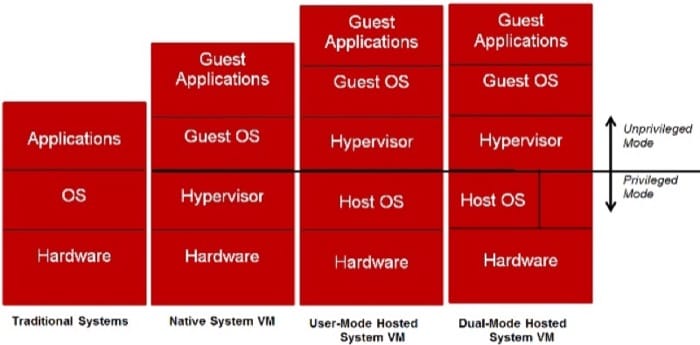 Applications
OS
Hardware
Traditional Systems
Guest
Applications
Guest OS
Hypervisor
Hardware
Native System VM
Guest
Applications
Guest OS
Hypervisor
Host OS
Hardware
User-Mode Hosted
System VM
Guest
Applications
Guest OS
Hypervisor
Host OS
Hardware
Dual-Mode Hosted
System VM
Unprivileged
Mode
Privileged
Mode